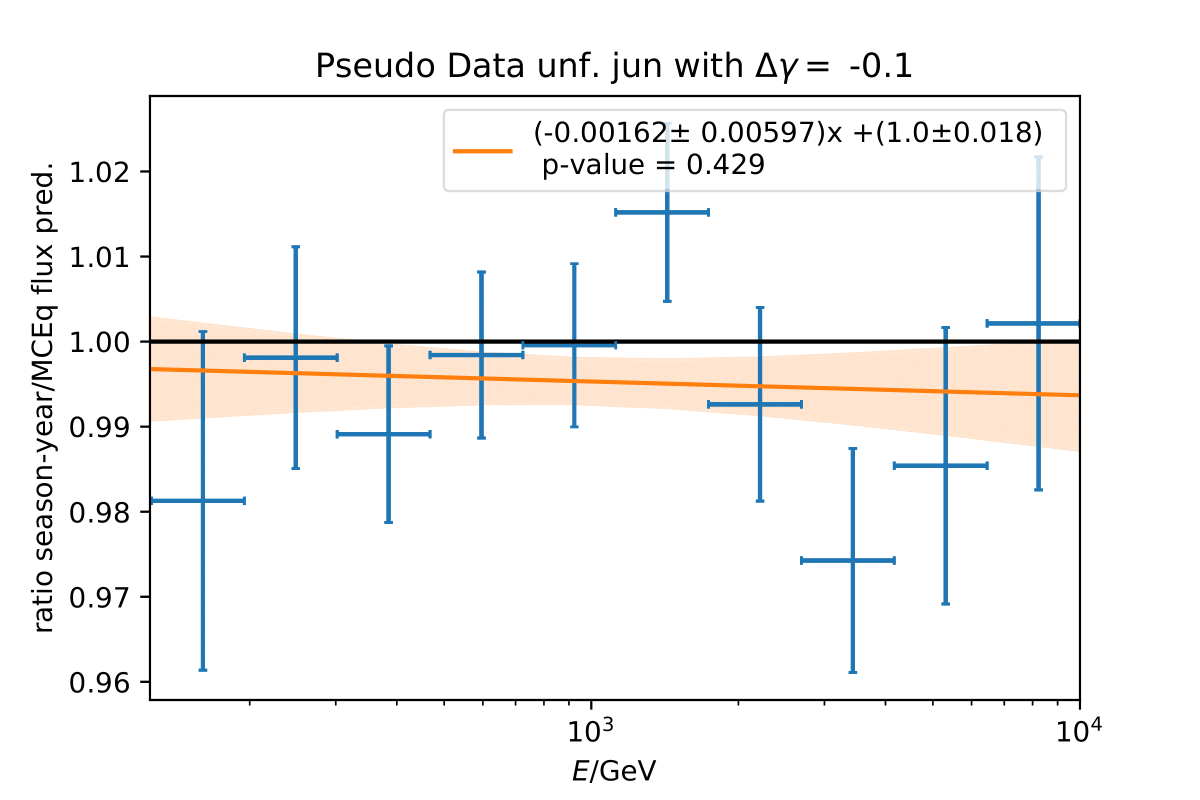 Pseudo Data unf. jun with Δγ = -0.1
(-0.00162± 0.00597)x +(1.0±0.018)
p-value = 0.429
ratio season-year/MCEq flux pred.
1.02
1.01
1.00
0.99
0.98
0.97
0.96
10³
10⁴
E/GeV